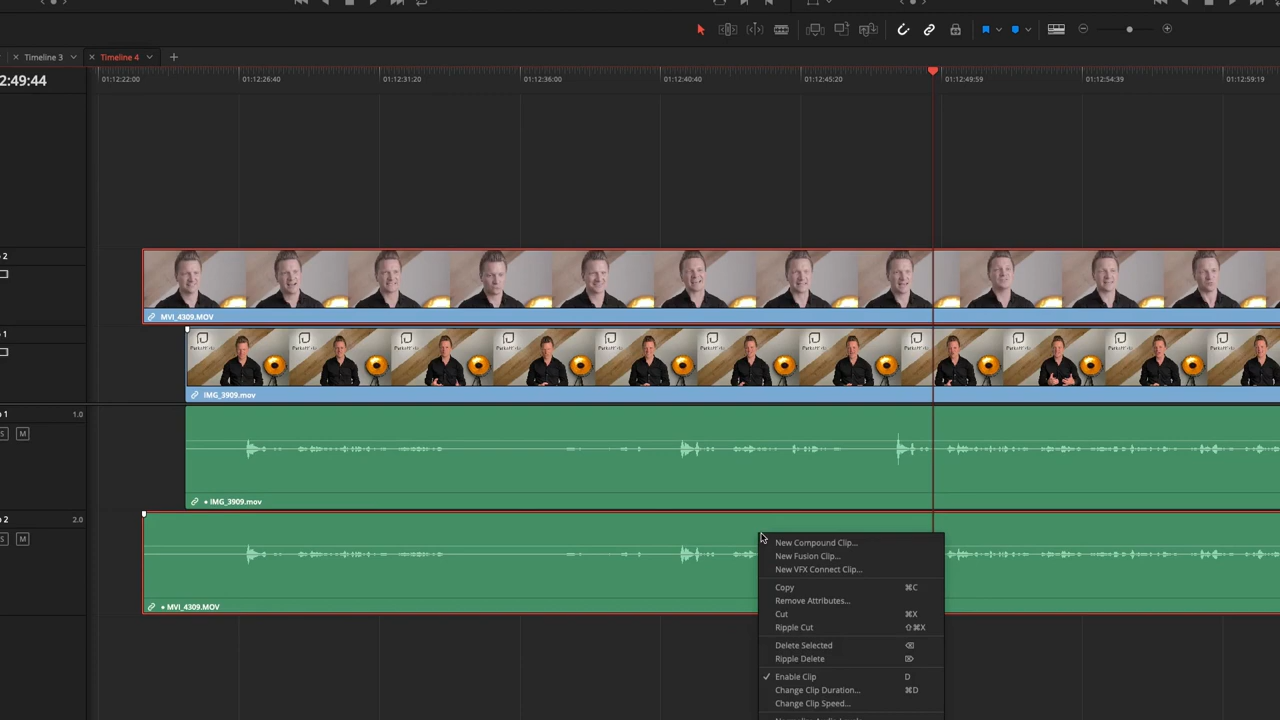 Timeline 3
Timeline 4
2:49:44
01:12:22:00
01:12:26:40
01:12:31:20
01:12:36:00
01:12:40:40
01:12:45:20
01:12:49:59
01:12:54:39
01:12:59:19
2
MVI_4309.MOV
1
IMG_3909.mov
1
1.0
S
M
• IMG_3909.mov
2
2.0
S
M
• MVI_4309.MOV
New Compound Clip...
New Fusion Clip...
New VFX Connect Clip...
Copy ⌘C
Remove Attributes...
Cut ⌘X
Ripple Cut ⇧⌘X
Delete Selected ⌫
Ripple Delete ⌦
Enable Clip D
Change Clip Duration... ⌘D
Change Clip Speed...